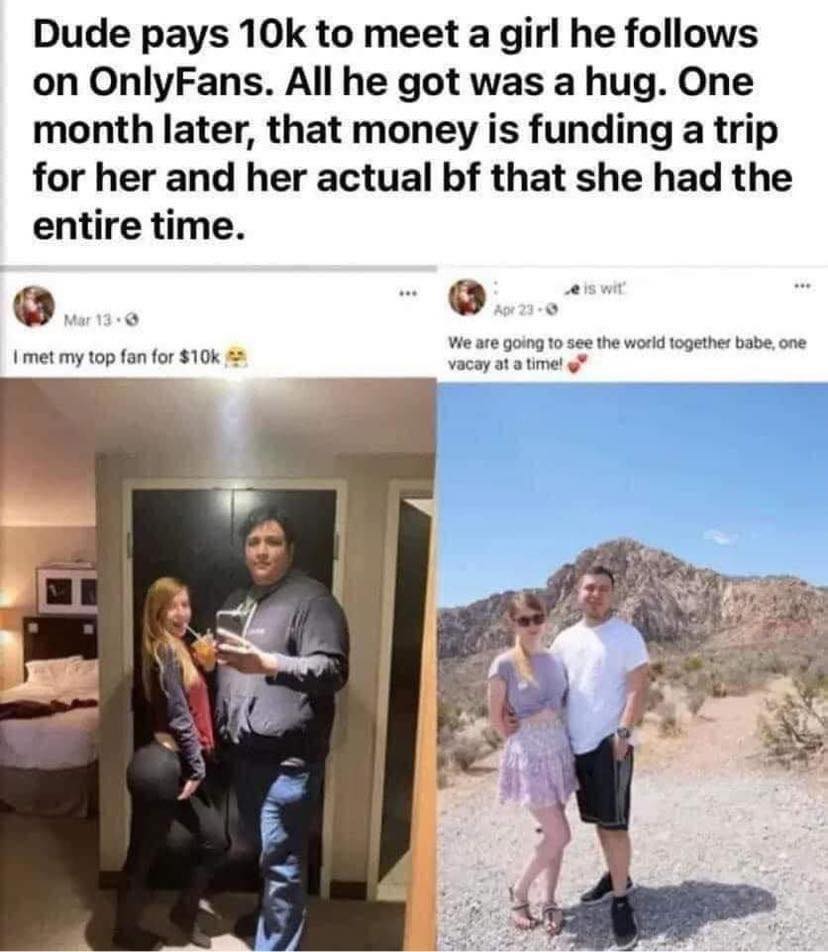 Dude pays 10k to meet a girl he follows
on OnlyFans. All he got was a hug. One
month later, that money is funding a trip
for her and her actual bf that she had the
entire time.
Mar 13
I met my top fan for $10k 🤗
e is wit
Apr 23
We are going to see the world together babe, one
vacay at a time! 💕